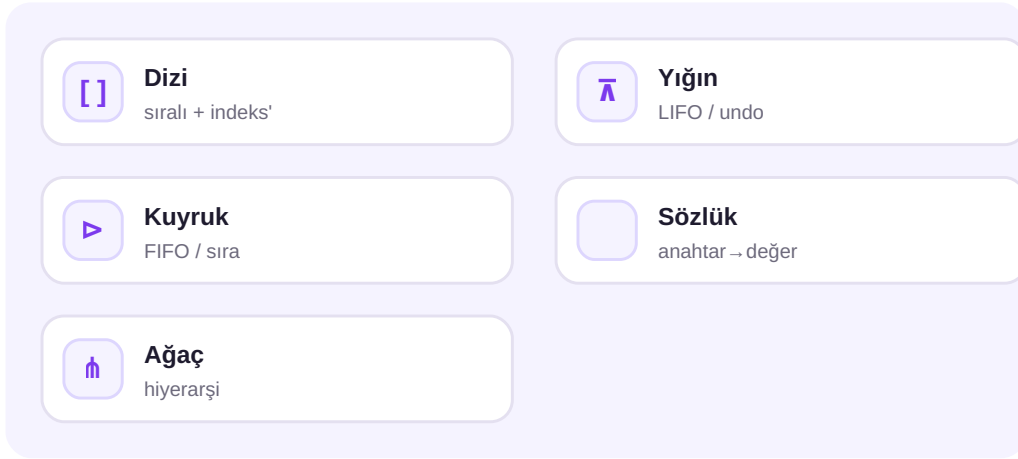 [ ]
Dizi
sıralı + indeks'
⊼
Yığın
LIFO / undo
⊳
Kuyruk
FIFO / sıra
Sözlük
anahtar→değer
⋔
Ağaç
hiyerarşi